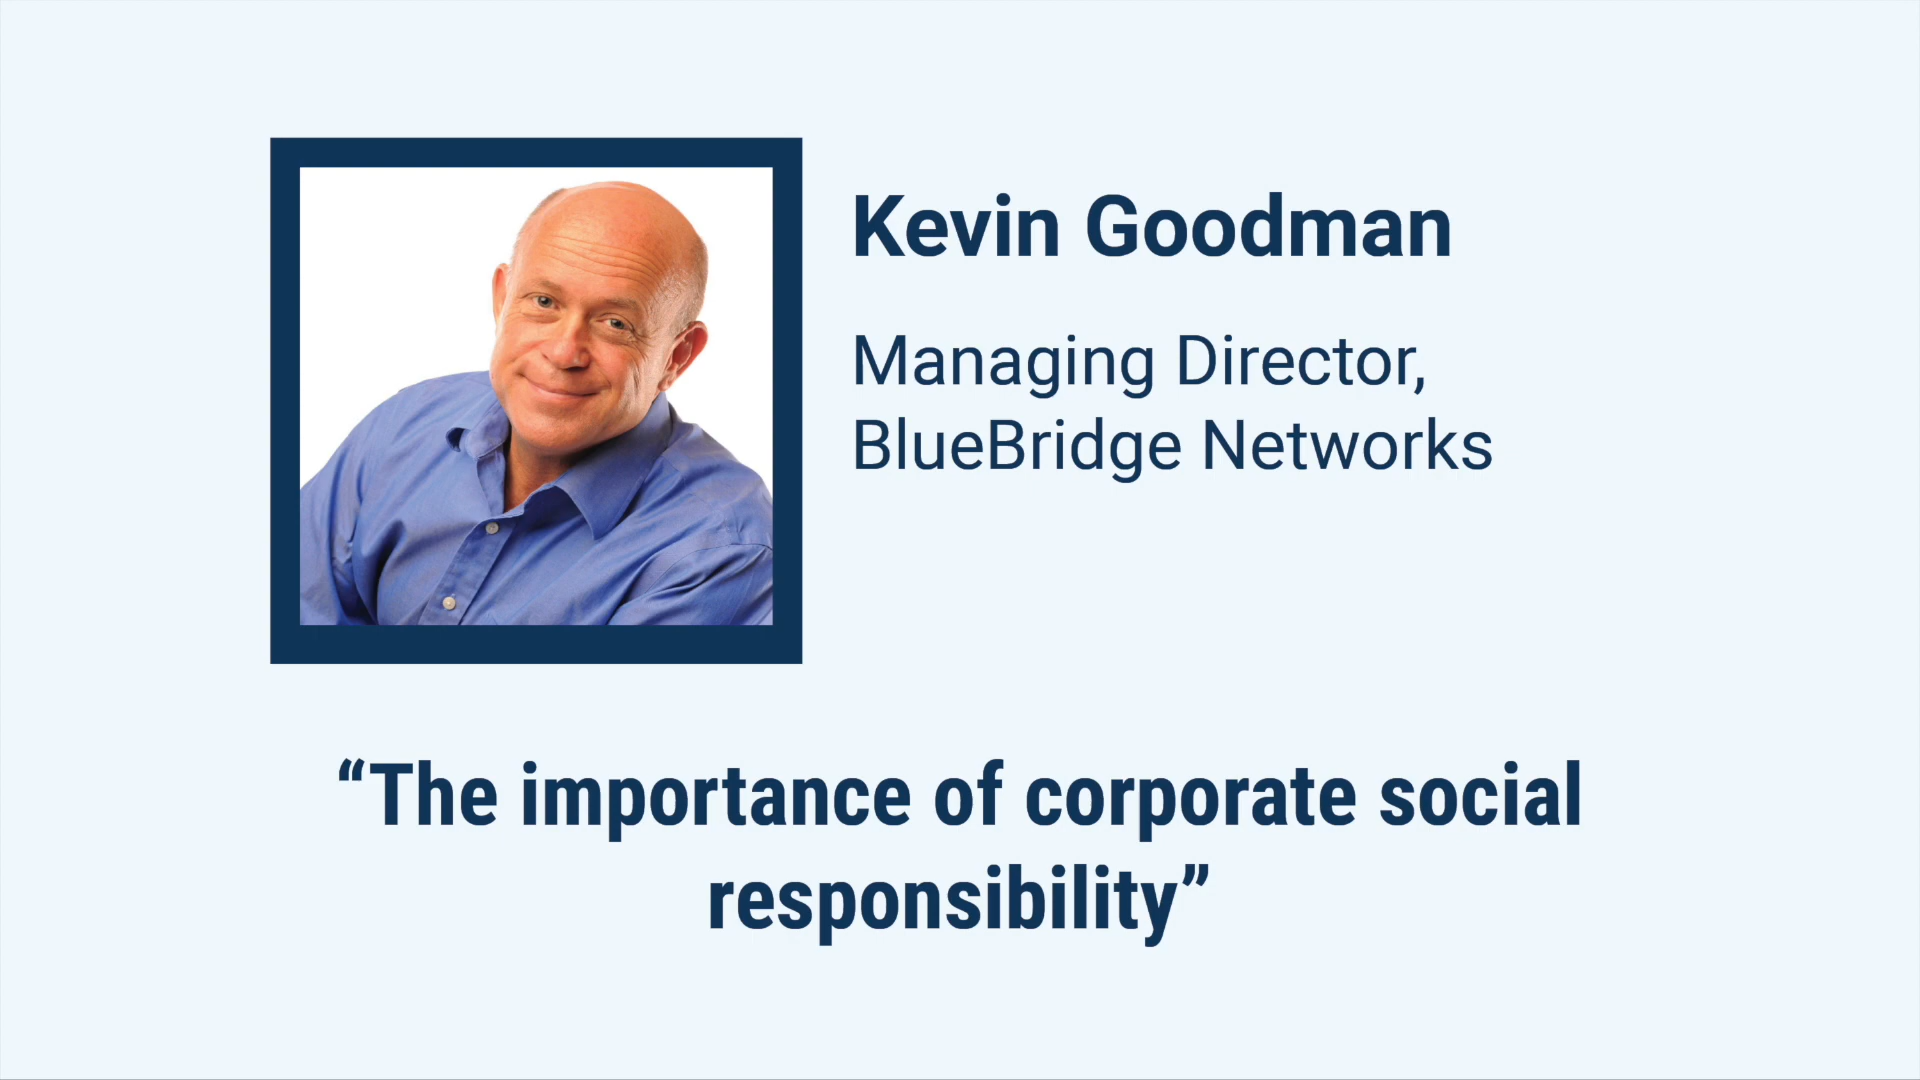 Kevin Goodman
Managing Director,
BlueBridge Networks
“The importance of corporate social
responsibility”